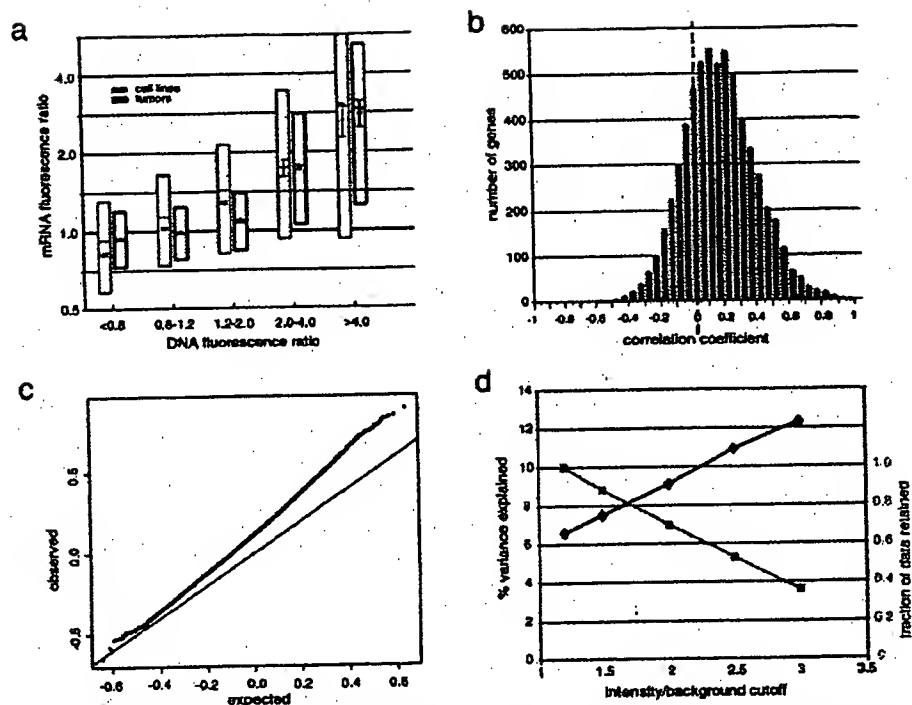 a
mRNA fluorescence ratio
4.0
2.0
1.0
0.5
cell lines
tumors
<0.8
0.8-1.2
1.2-2.0
2.0-4.0
>4.0
DNA fluorescence ratio
b
number of genes
600
500
400
300
200
100
0
-1 -0.8 -0.6 -0.4 -0.2 0 0.2 0.4 0.6 0.8 1
correlation coefficient
c
observed
0.5
0.0
-0.5
-0.6 -0.4 -0.2 0.0 0.2 0.4 0.6
expected
d
% variance explained
14
12
10
8
6
4
2
0
1 1.5 2 2.5 3 3.5
intensity/background cutoff
1.0
0.8
0.6
0.4
0.2
0
fraction of data retained